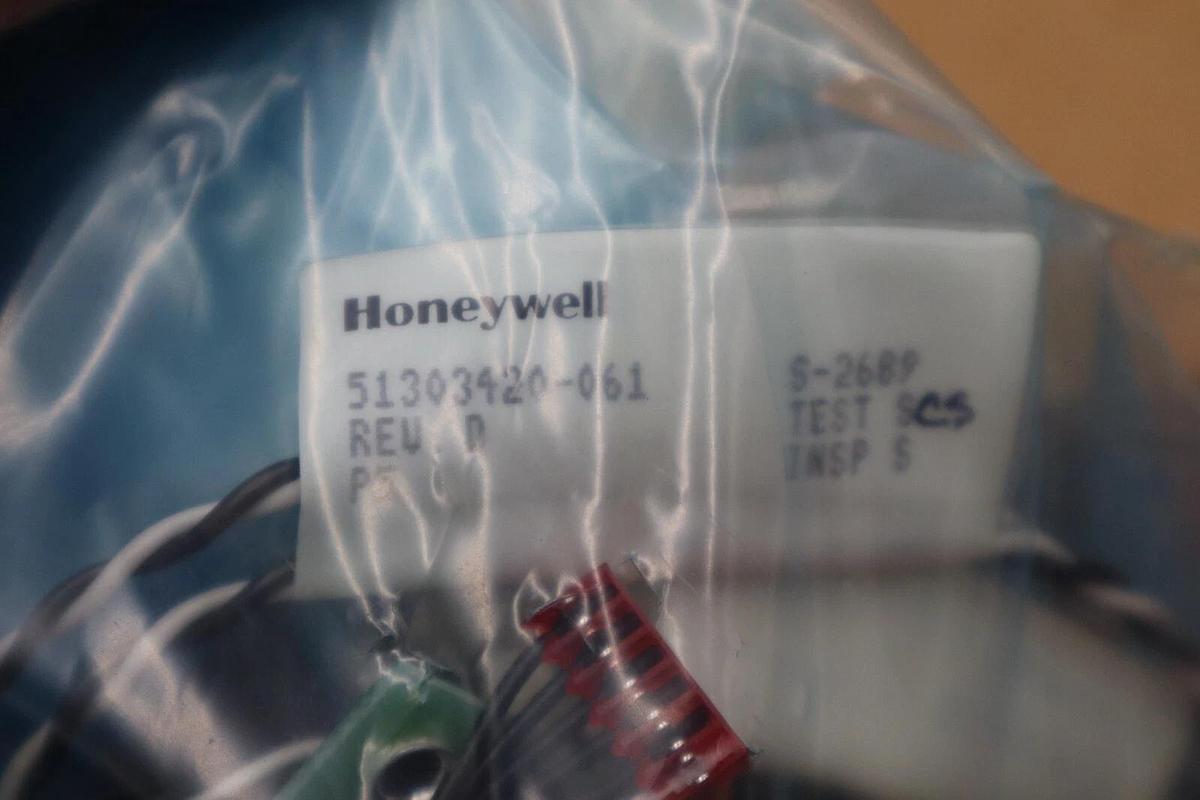 Honeywell
51303420-061
REV D
S-2689
TEST SCS
INSP S